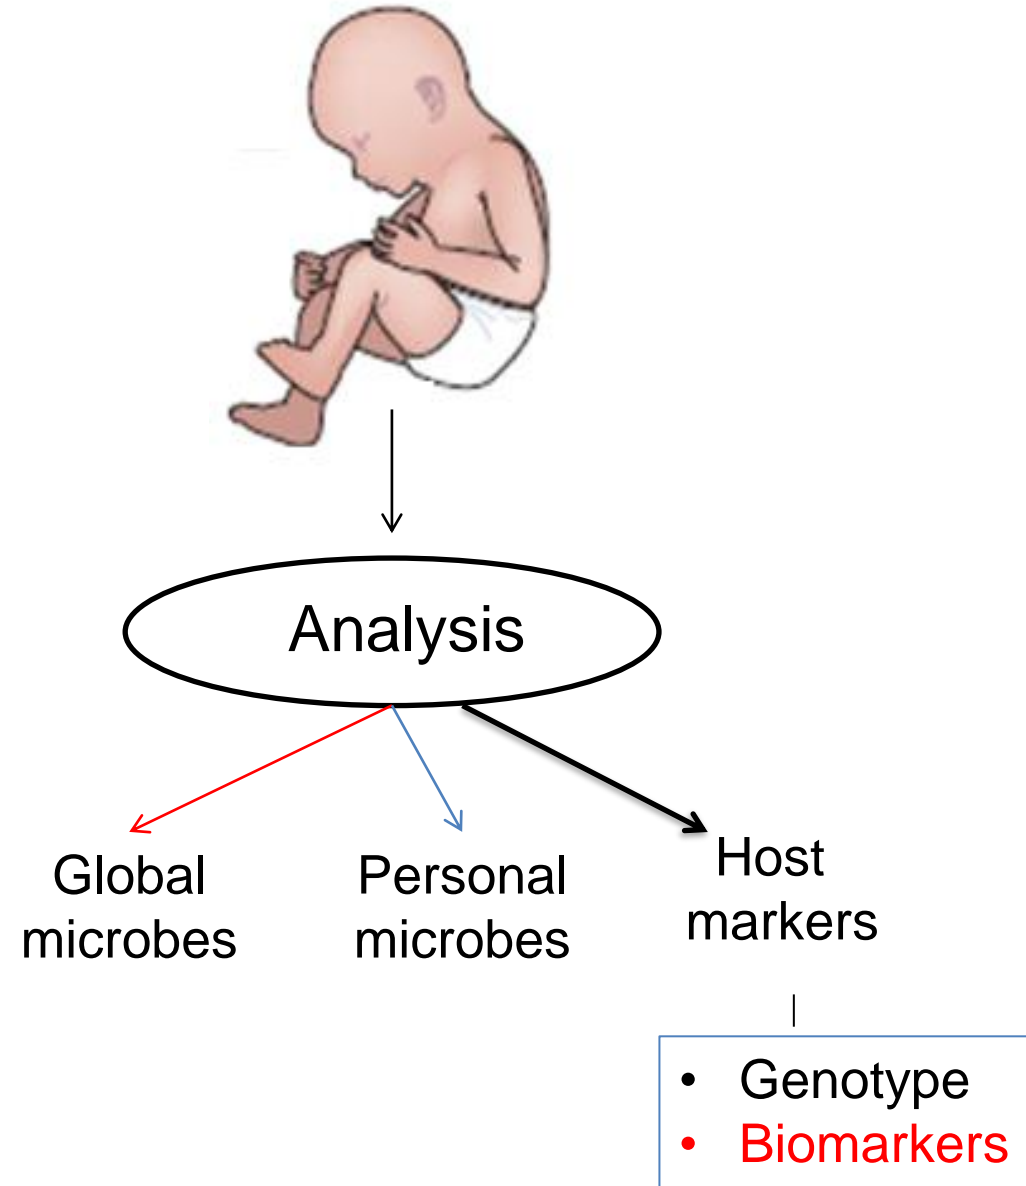 Analysis
Global
microbes
Personal
microbes
Host
markers
• Genotype
• Biomarkers